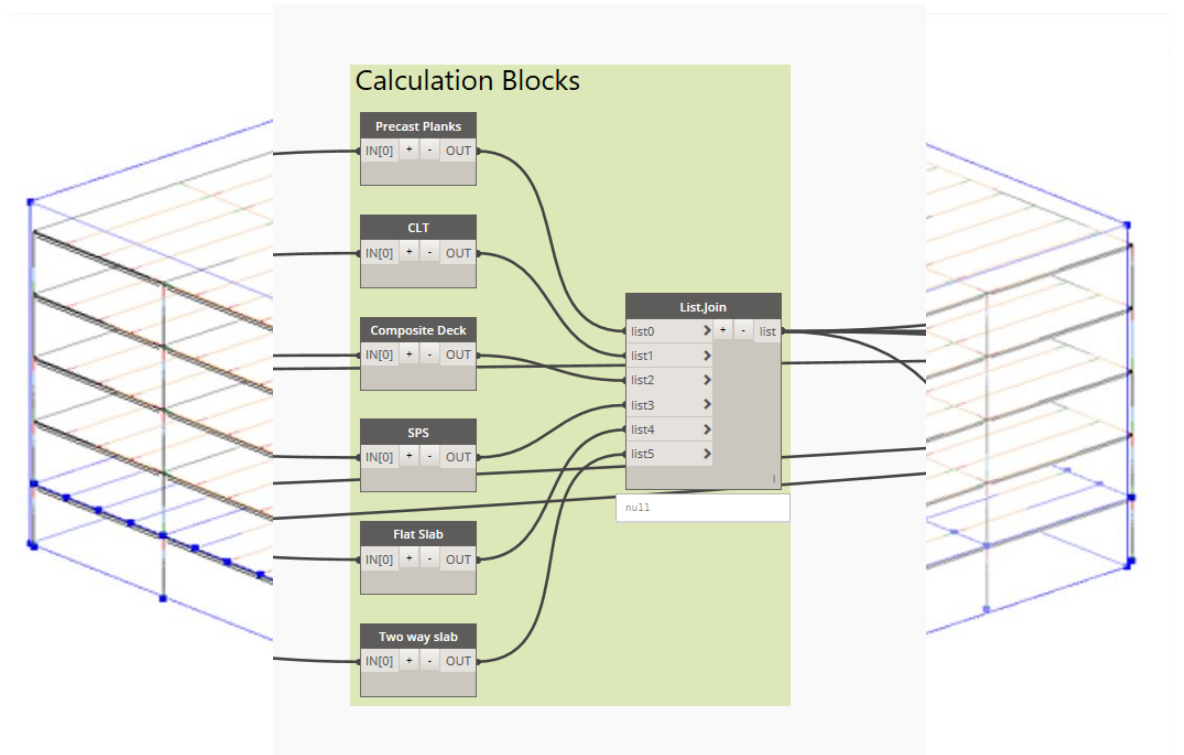 Calculation Blocks
Precast Planks
IN[0] + - OUT
CLT
IN[0] + - OUT
Composite Deck
IN[0] + - OUT
SPS
IN[0] + - OUT
Flat Slab
IN[0] + - OUT
Two way slab
IN[0] + - OUT
List.Join
list0 > + - list
list1 >
list2 >
list3 >
list4 >
list5 >
l
null